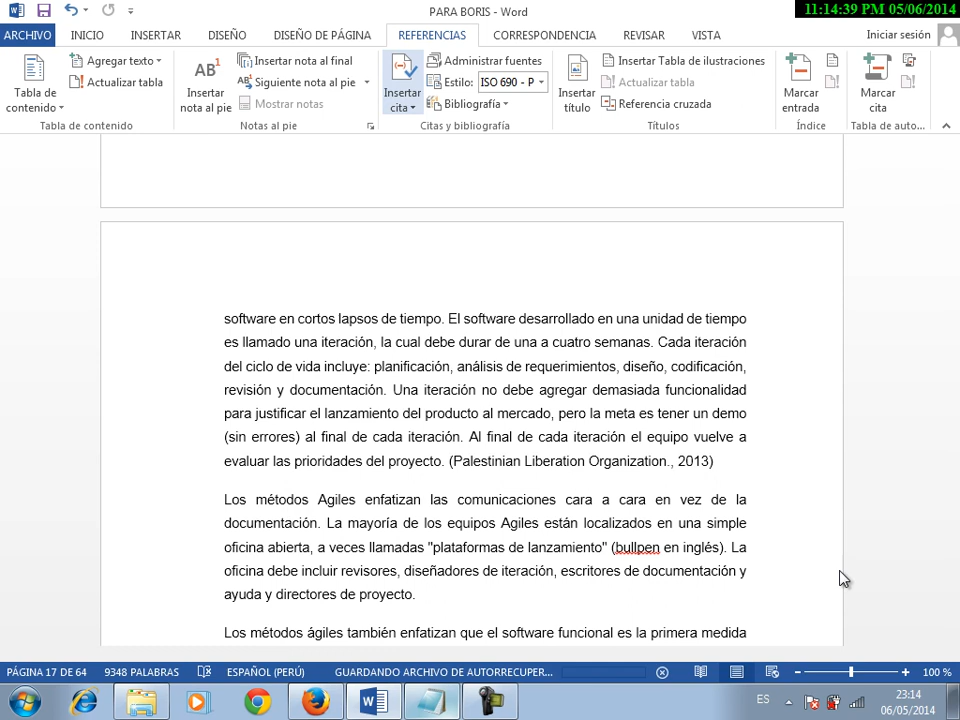 PARA BORIS - Word
11:14:39 PM 05/06/2014
ARCHIVO INICIO INSERTAR DISEÑO DISEÑO DE PÁGINA REFERENCIAS CORRESPONDENCIA REVISAR VISTA Iniciar sesión
Tabla de contenido
Agregar texto
Actualizar tabla
Tabla de contenido
AB1
Insertar nota al pie
Insertar nota al final
AB1 Siguiente nota al pie
Mostrar notas
Notas al pie
Insertar cita
Administrar fuentes
Estilo: ISO 690 - P
Bibliografía
Citas y bibliografía
Insertar título
Insertar Tabla de ilustraciones
Actualizar tabla
Referencia cruzada
Títulos
Marcar entrada
Índice
Marcar cita
Tabla de auto...
software en cortos lapsos de tiempo. El software desarrollado en una unidad de tiempo
es llamado una iteración, la cual debe durar de una a cuatro semanas. Cada iteración
del ciclo de vida incluye: planificación, análisis de requerimientos, diseño, codificación,
revisión y documentación. Una iteración no debe agregar demasiada funcionalidad
para justificar el lanzamiento del producto al mercado, pero la meta es tener un demo
(sin errores) al final de cada iteración. Al final de cada iteración el equipo vuelve a
evaluar las prioridades del proyecto. (Palestinian Liberation Organization., 2013)
Los métodos Agiles enfatizan las comunicaciones cara a cara en vez de la
documentación. La mayoría de los equipos Agiles están localizados en una simple
oficina abierta, a veces llamadas "plataformas de lanzamiento" (bullpen en inglés). La
oficina debe incluir revisores, diseñadores de iteración, escritores de documentación y
ayuda y directores de proyecto.
Los métodos ágiles también enfatizan que el software funcional es la primera medida
PÁGINA 17 DE 64 9348 PALABRAS ESPAÑOL (PERÚ) GUARDANDO ARCHIVO DE AUTORRECUPER... 100 %
ES
23:14
06/05/2014